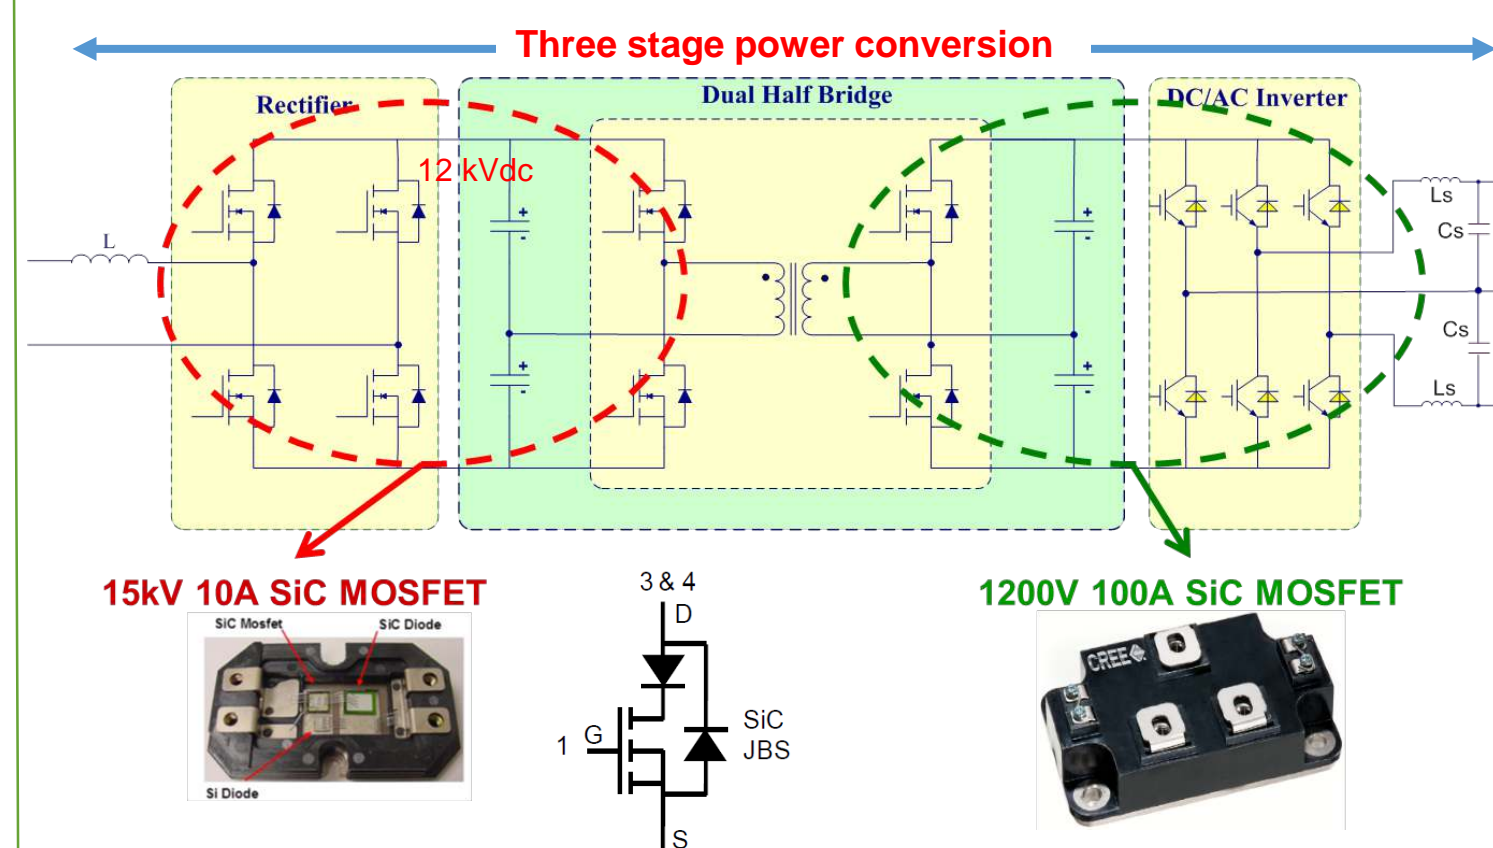 Three stage power conversion
Rectifier
Dual Half Bridge
DC/AC Inverter
12 kVdc
L
+
-
+
-
+
-
+
-
Ls
Cs
Cs
Ls
15kV 10A SiC MOSFET
SiC Mosfet
SiC Diode
Si Diode
3 & 4
D
1
G
SiC
JBS
S
1200V 100A SiC MOSFET
CREE